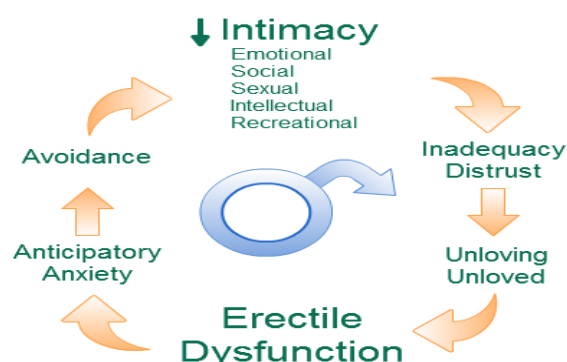 ↓ Intimacy
Emotional
Social
Sexual
Intellectual
Recreational
Inadequacy
Distrust
Unloving
Unloved
Erectile
Dysfunction
Anticipatory
Anxiety
Avoidance